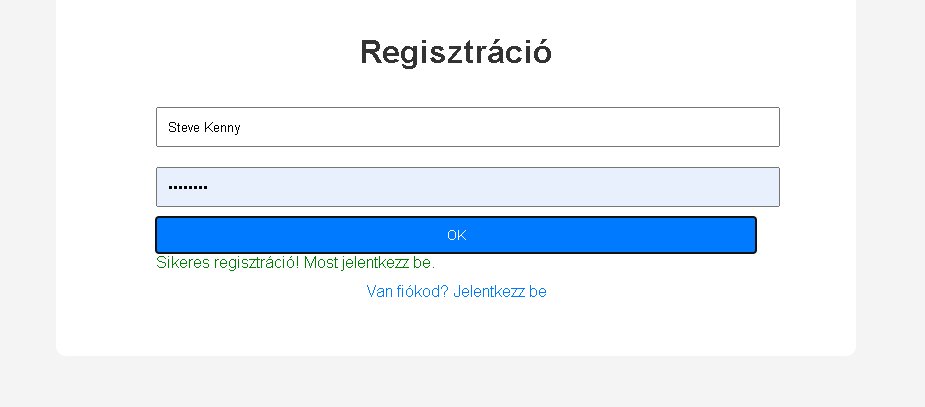 Regisztráció
Steve Kenny
••••••••
OK
Sikeres regisztráció! Most jelentkezz be.
Van fiókod? Jelentkezz be